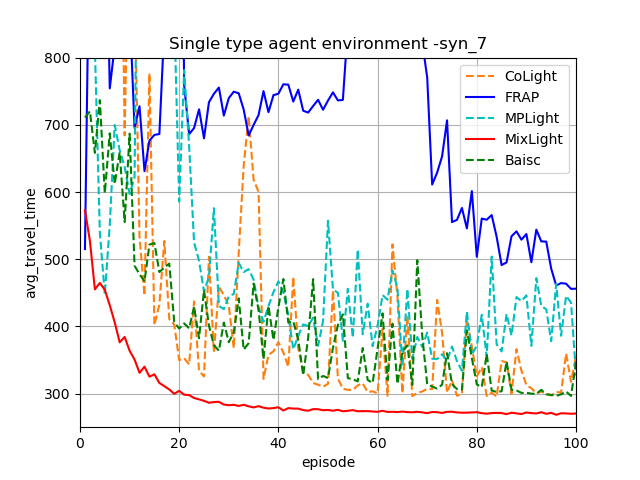 Single type agent environment -syn_7
CoLight
FRAP
MPLight
MixLight
Baisc
avg_travel_time
800
700
600
500
400
300
0
20
40
60
80
100
episode